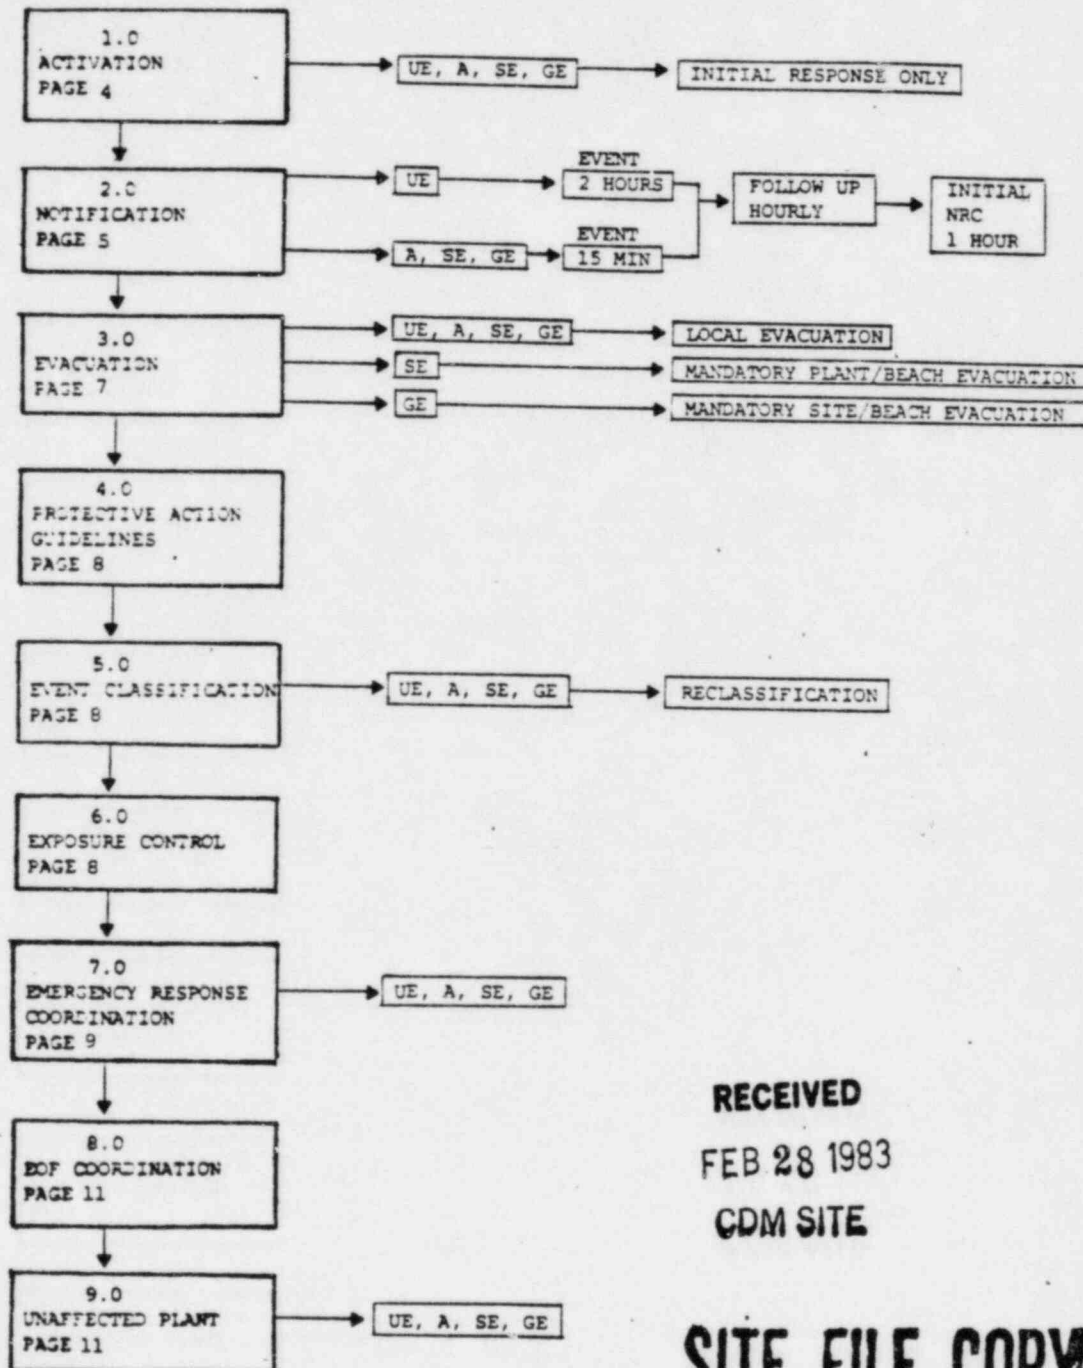 1.0
ACTIVATION
PAGE 4
UE, A, SE, GE
INITIAL RESPONSE ONLY
2.0
NOTIFICATION
PAGE 5
UE
EVENT
2 HOURS
A, SE, GE
EVENT
15 MIN
FOLLOW UP
HOURLY
INITIAL
NRC
1 HOUR
3.0
EVACUATION
PAGE 7
UE, A, SE, GE
LOCAL EVACUATION
SE
MANDATORY PLANT/BEACH EVACUATION
GE
MANDATORY SITE/BEACH EVACUATION
4.0
PROTECTIVE ACTION
GUIDELINES
PAGE 8
5.0
EVENT CLASSIFICATION
PAGE 8
UE, A, SE, GE
RECLASSIFICATION
6.0
EXPOSURE CONTROL
PAGE 8
7.0
EMERGENCY RESPONSE
COORDINATION
PAGE 9
UE, A, SE, GE
8.0
EOF COORDINATION
PAGE 11
9.0
UNAFFECTED PLANT
PAGE 11
UE, A, SE, GE
RECEIVED
FEB 28 1983
CDM SITE
SITE FILE COPY